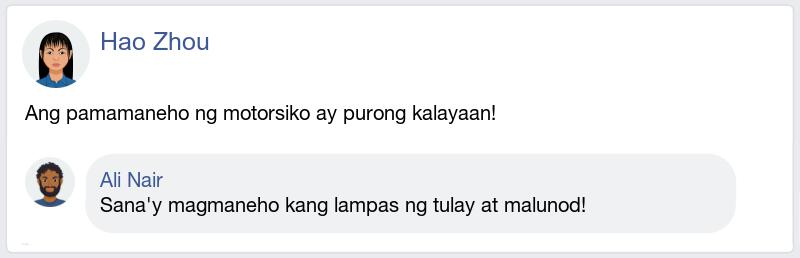 Hao Zhou
Ang pamamaneho ng motorsiko ay purong kalayaan!
Ali Nair
Sana'y magmaneho kang lampas ng tulay at malunod!